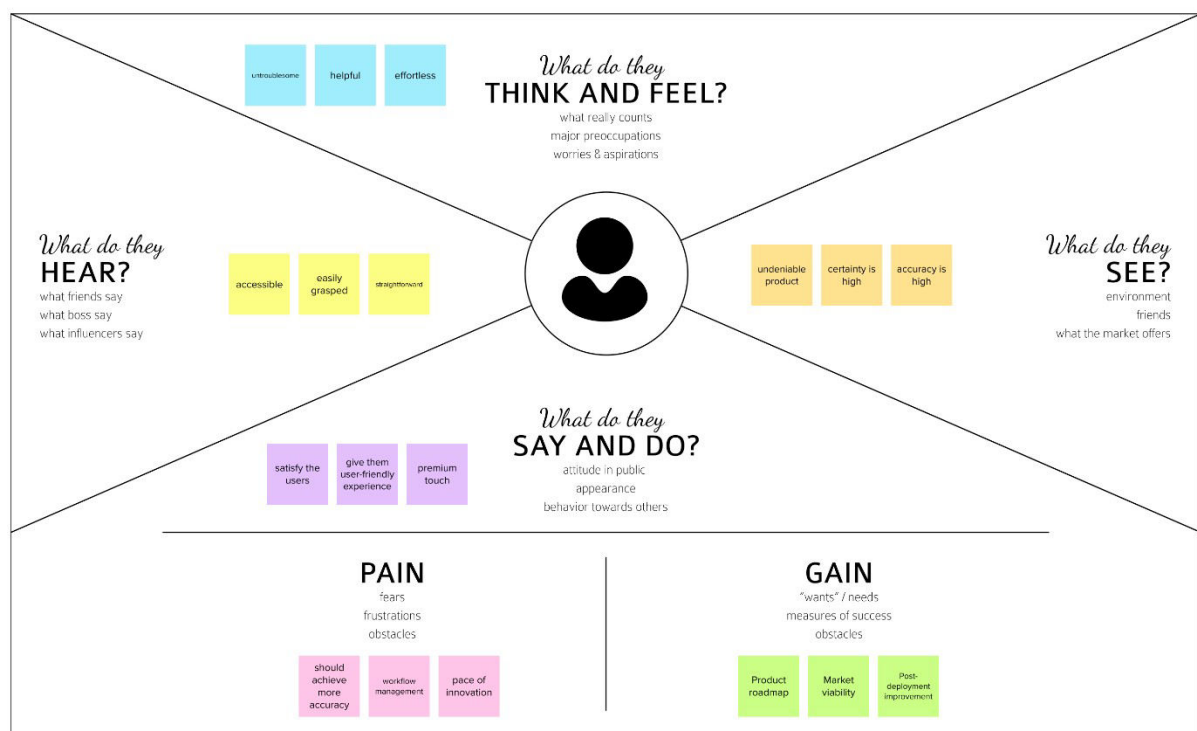 What do they
THINK AND FEEL?
what really counts
major preoccupations
worries & aspirations
untroublesome
helpful
effortless
What do they
HEAR?
what friends say
what boss say
what influencers say
accessible
easily
grasped
straightforward
undeniable
product
certainty is
high
accuracy is
high
What do they
SEE?
environment
friends
what the market offers
What do they
SAY AND DO?
attitude in public
appearance
behavior towards others
satisfy the
users
give them
user-friendly
experience
premium
touch
PAIN
fears
frustrations
obstacles
should
achieve
more
accuracy
workflow
management
pace of
innovation
GAIN
"wants" / needs
measures of success
obstacles
Product
roadmap
Market
viability
Post-
deployment
improvement